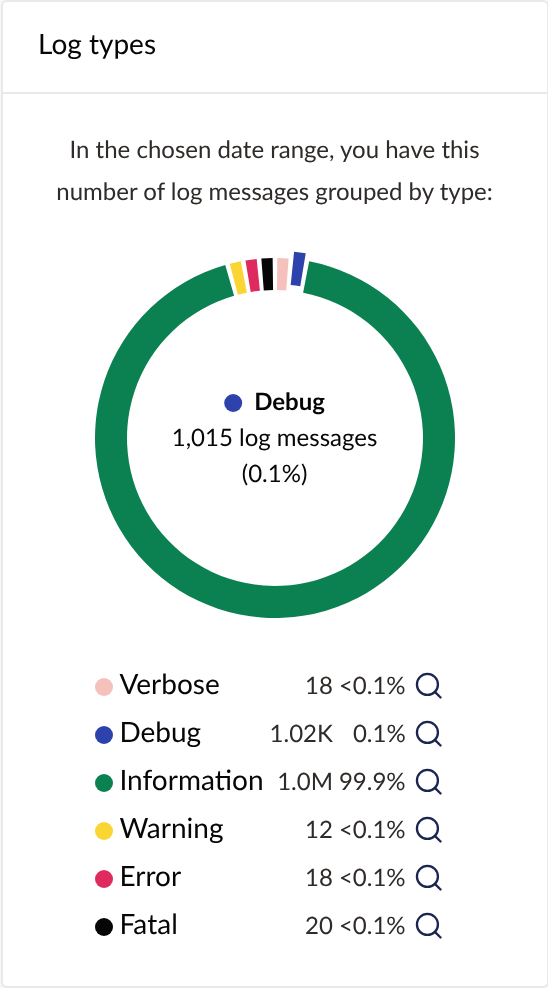 Log types
In the chosen date range, you have this
number of log messages grouped by type:
Debug
1,015 log messages
(0.1%)
Verbose 18 <0.1%
Debug 1.02K 0.1%
Information 1.0M 99.9%
Warning 12 <0.1%
Error 18 <0.1%
Fatal 20 <0.1%